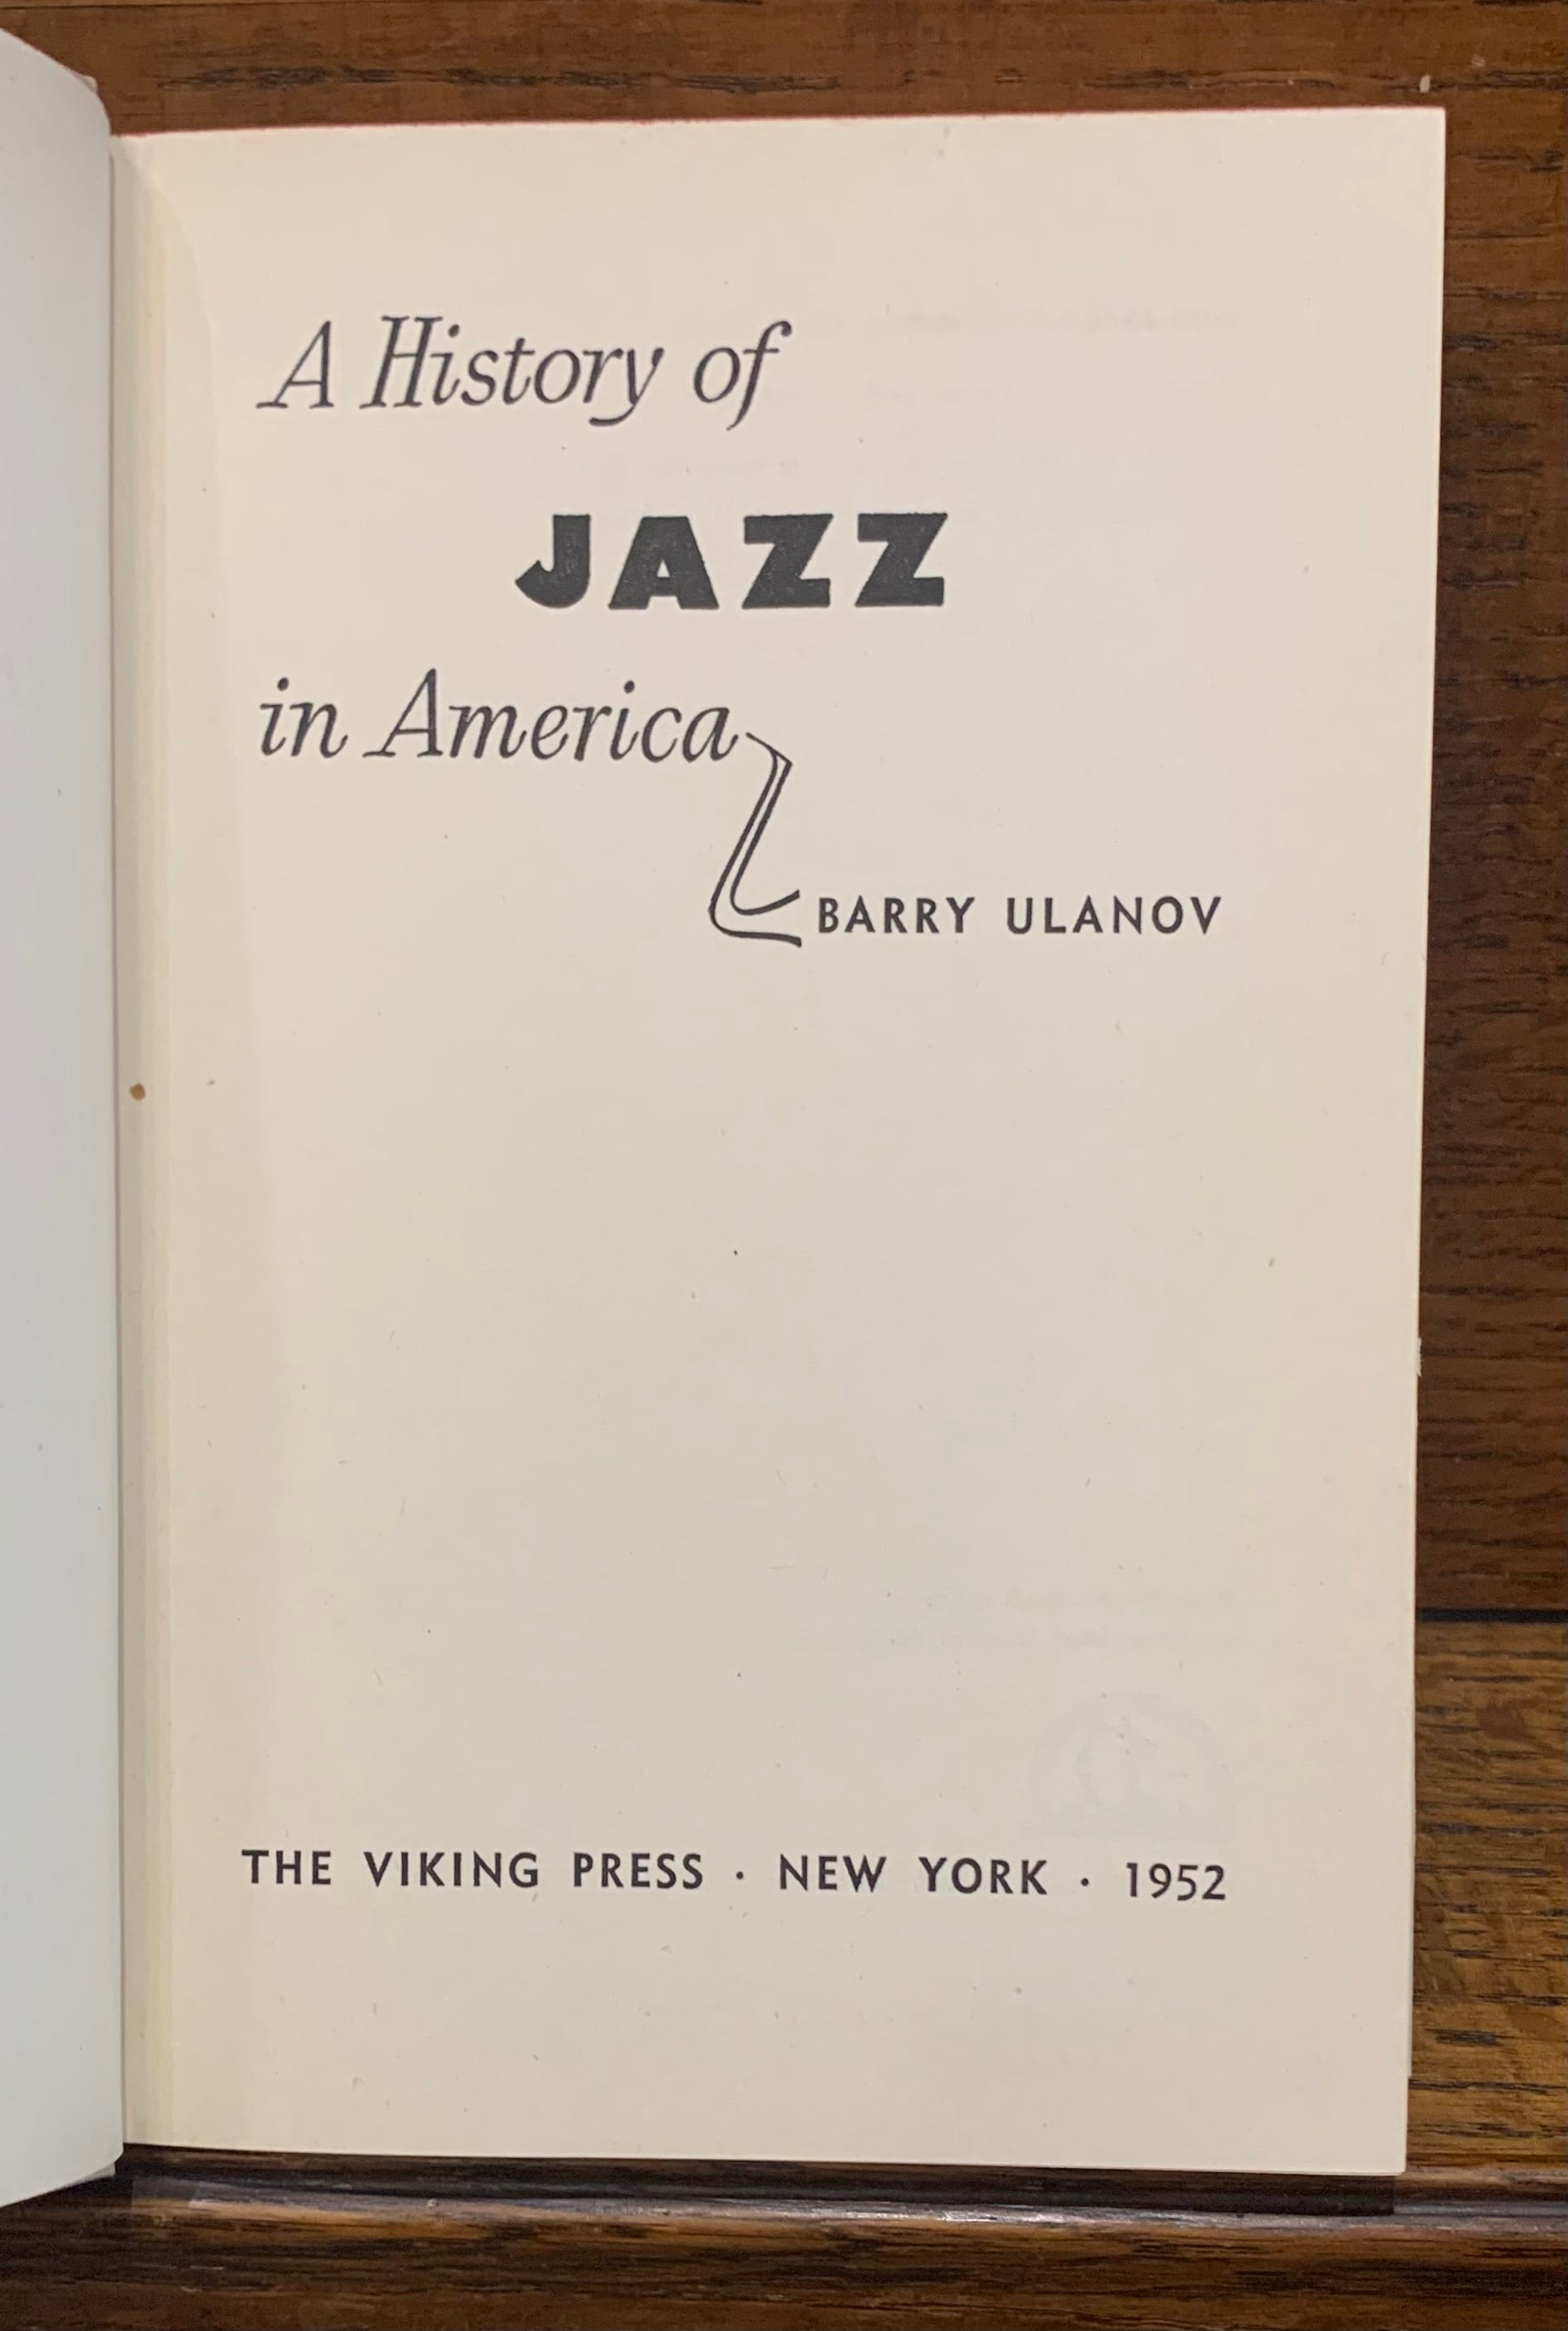 A History of
JAZZ
in America
BARRY ULANOV
THE VIKING PRESS · NEW YORK · 1952